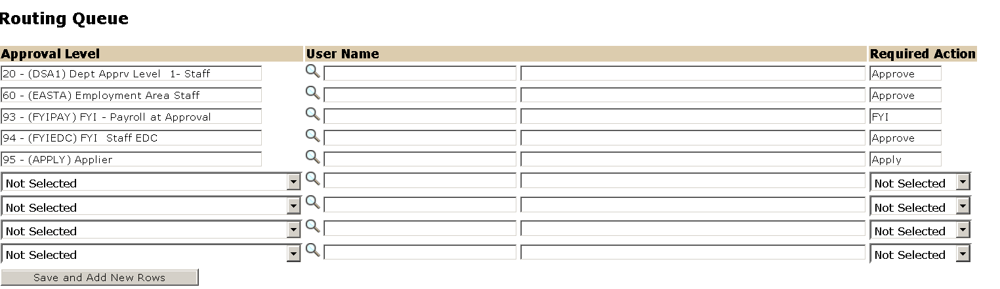 Routing Queue
Approval Level User Name Required Action
20 - (DSA1) Dept Apprv Level  1- Staff Approve
60 - (EASTA) Employment Area Staff Approve
93 - (FYIPAY) FYI - Payroll at Approval FYI
94 - (FYIEDC) FYI  Staff EDC Approve
95 - (APPLY) Applier Apply
Not Selected Not Selected
Not Selected Not Selected
Not Selected Not Selected
Not Selected Not Selected
Save and Add New Rows